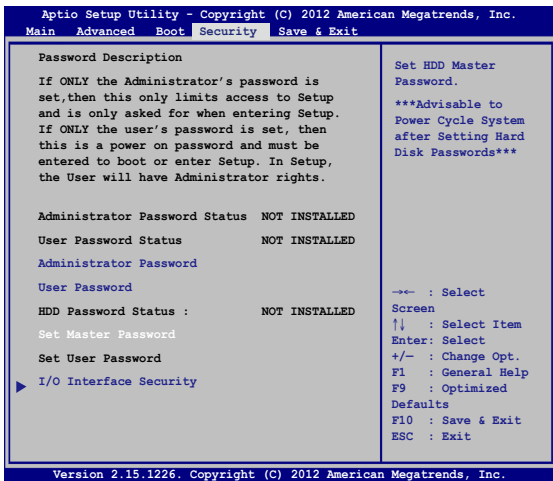 Aptio Setup Utility - Copyright (C) 2012 American Megatrends, Inc.
Main Advanced Boot Security Save & Exit
Password Description
If ONLY the Administrator's password is
set,then this only limits access to Setup
and is only asked for when entering Setup.
If ONLY the user's password is set, then
this is a power on password and must be
entered to boot or enter Setup. In Setup,
the User will have Administrator rights.
Administrator Password Status NOT INSTALLED
User Password Status NOT INSTALLED
Administrator Password
User Password
HDD Password Status : NOT INSTALLED
Set Master Password
Set User Password
I/O Interface Security
Set HDD Master
Password.
***Advisable to
Power Cycle System
after Setting Hard
Disk Passwords***
→← : Select
Screen
↑↓ : Select Item
Enter: Select
+/— : Change Opt.
F1 : General Help
F9 : Optimized
Defaults
F10 : Save & Exit
ESC : Exit
Version 2.15.1226. Copyright (C) 2012 American Megatrends, Inc.